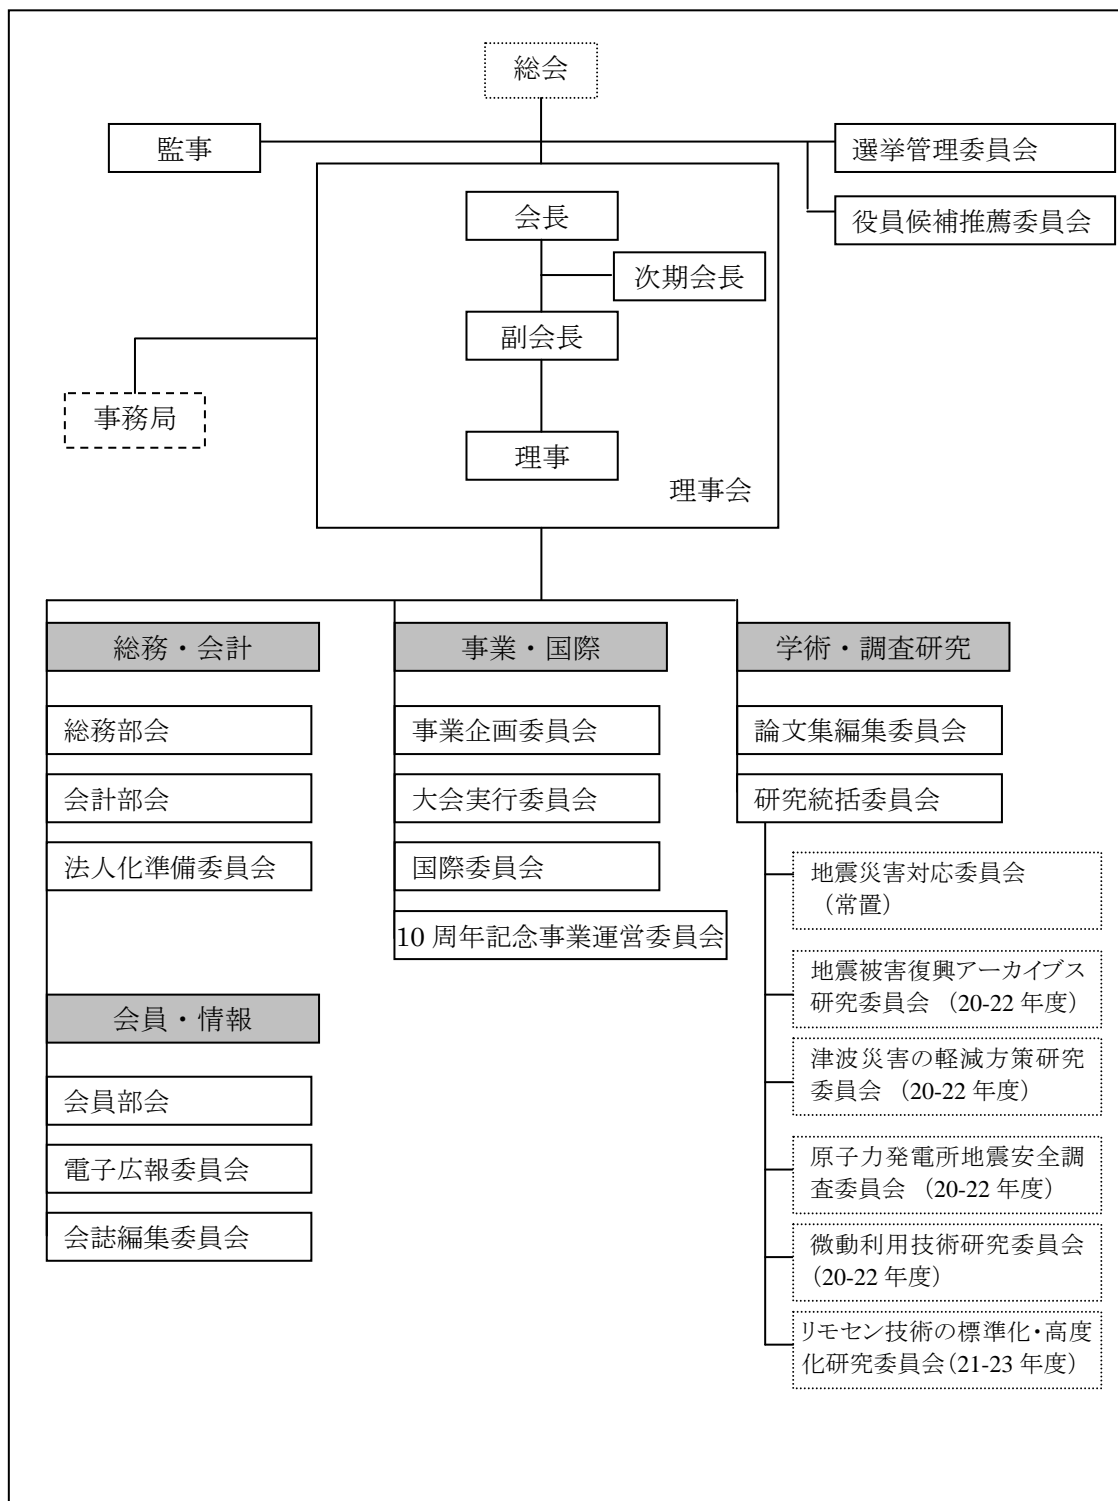 総会
監事
選挙管理委員会
役員候補推薦委員会
会長
次期会長
副会長
理事
理事会
事務局
総務・会計
総務部会
会計部会
法人化準備委員会
会員・情報
会員部会
電子広報委員会
会誌編集委員会
事業・国際
事業企画委員会
大会実行委員会
国際委員会
10 周年記念事業運営委員会
学術・調査研究
論文集編集委員会
研究統括委員会
地震災害対応委員会
（常置）
地震被害復興アーカイブス
研究委員会 （20-22 年度）
津波災害の軽減方策研究
委員会 （20-22 年度）
原子力発電所地震安全調
査委員会 （20-22 年度）
微動利用技術研究委員会
（20-22 年度）
リモセン技術の標準化・高度
化研究委員会（21-23 年度）